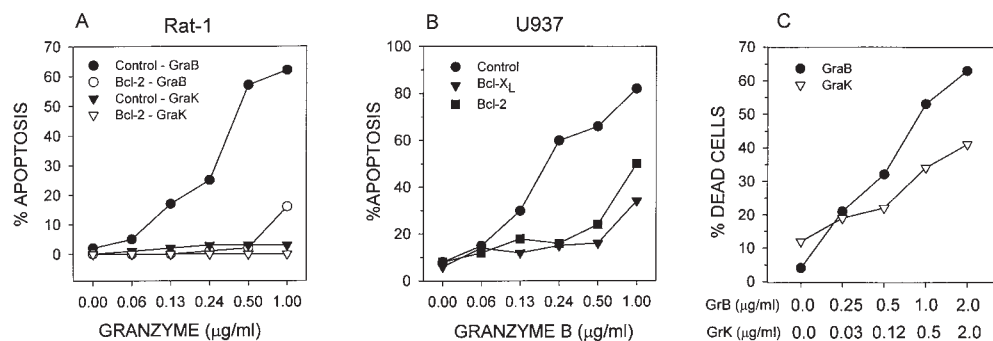 A
Rat-1
% APOPTOSIS
70
60
50
40
30
20
10
0
Control - GraB
Bcl-2 - GraB
Control - GraK
Bcl-2 - GraK
0.00 0.06 0.13 0.24 0.50 1.00
GRANZYME (µg/ml)
B
U937
%APOPTOSIS
100
80
60
40
20
0
Control
Bcl-XL
Bcl-2
0.00 0.06 0.13 0.24 0.50 1.00
GRANZYME B (µg/ml)
C
% DEAD CELLS
70
60
50
40
30
20
10
0
GraB
GraK
GrB (µg/ml) 0.0 0.25 0.5 1.0 2.0
GrK (µg/ml) 0.0 0.03 0.12 0.5 2.0